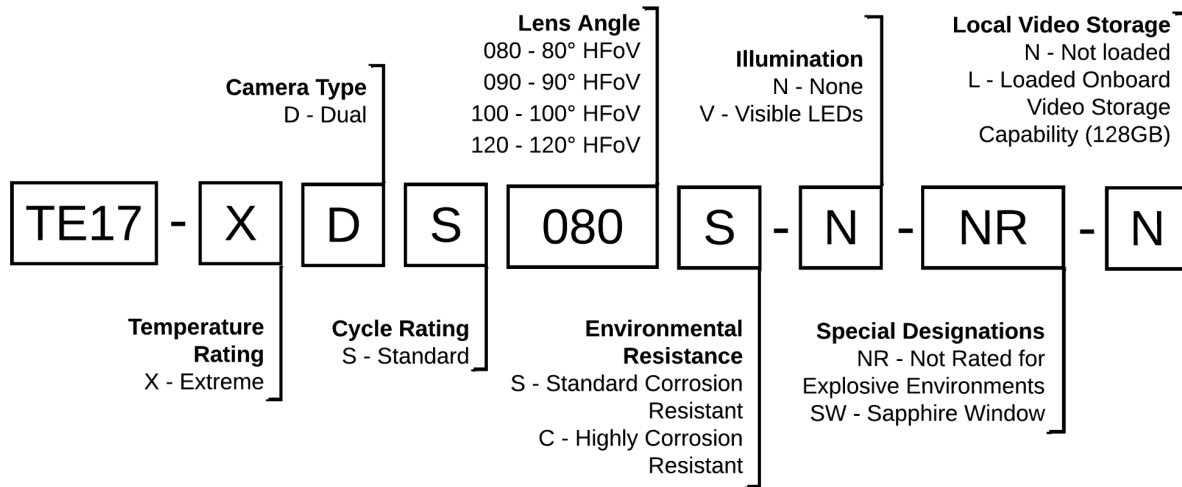 Lens Angle
080 - 80° HFoV
090 - 90° HFoV
100 - 100° HFoV
120 - 120° HFoV
Local Video Storage
N - Not loaded
L - Loaded Onboard
Video Storage
Capability (128GB)
Illumination
N - None
V - Visible LEDs
Camera Type
D - Dual
TE17 - X D S 080 S - N - NR - N
Temperature
Rating
X - Extreme
Cycle Rating
S - Standard
Environmental
Resistance
S - Standard Corrosion
Resistant
C - Highly Corrosion
Resistant
Special Designations
NR - Not Rated for
Explosive Environments
SW - Sapphire Window